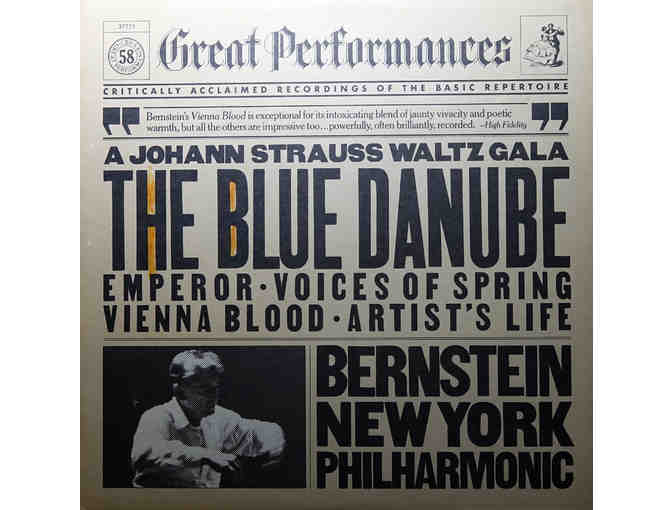 37771
58
Great Performances
CRITICALLY ACCLAIMED RECORDINGS OF THE BASIC REPERTOIRE
"Bernstein's Vienna Blood is exceptional for its intoxicating blend of jaunty vivacity and poetic
warmth, but all the others are impressive too...powerfully, often brilliantly, recorded. –High Fidelity"
A JOHANN STRAUSS WALTZ GALA
THE BLUE DANUBE
EMPEROR · VOICES OF SPRING
VIENNA BLOOD · ARTIST'S LIFE
BERNSTEIN
NEW YORK
PHILHARMONIC